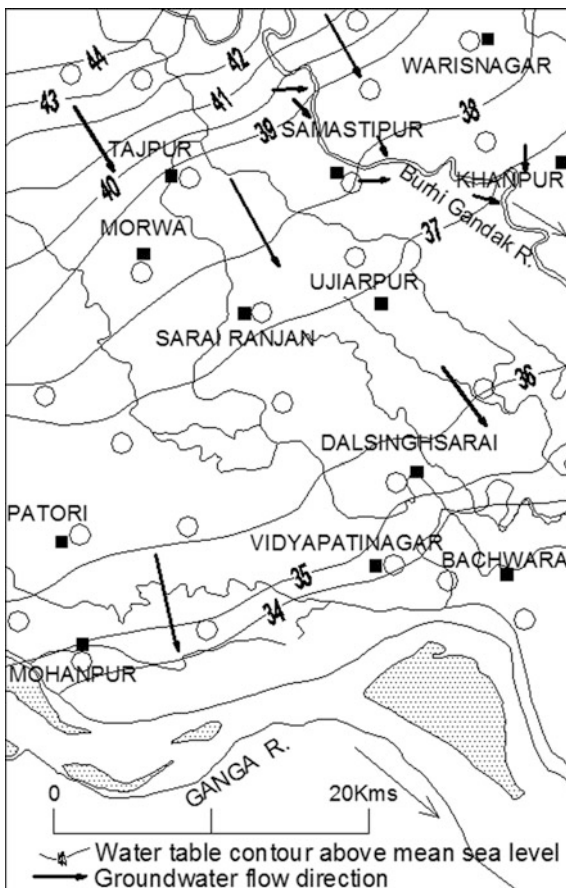 44
42
WARISNAGAR
43
41
38
39
SAMASTIPUR
TAJPUR
40
KHANPUR
Burhi Gandak R.
MORWA
37
UJIARPUR
SARAI RANJAN
36
DALSINGHSARAI
PATORI
VIDYAPATINAGAR
BACHWARA
35
34
MOHANPUR
GANGA R.
0
20Kms
Water table contour above mean sea level
Groundwater flow direction